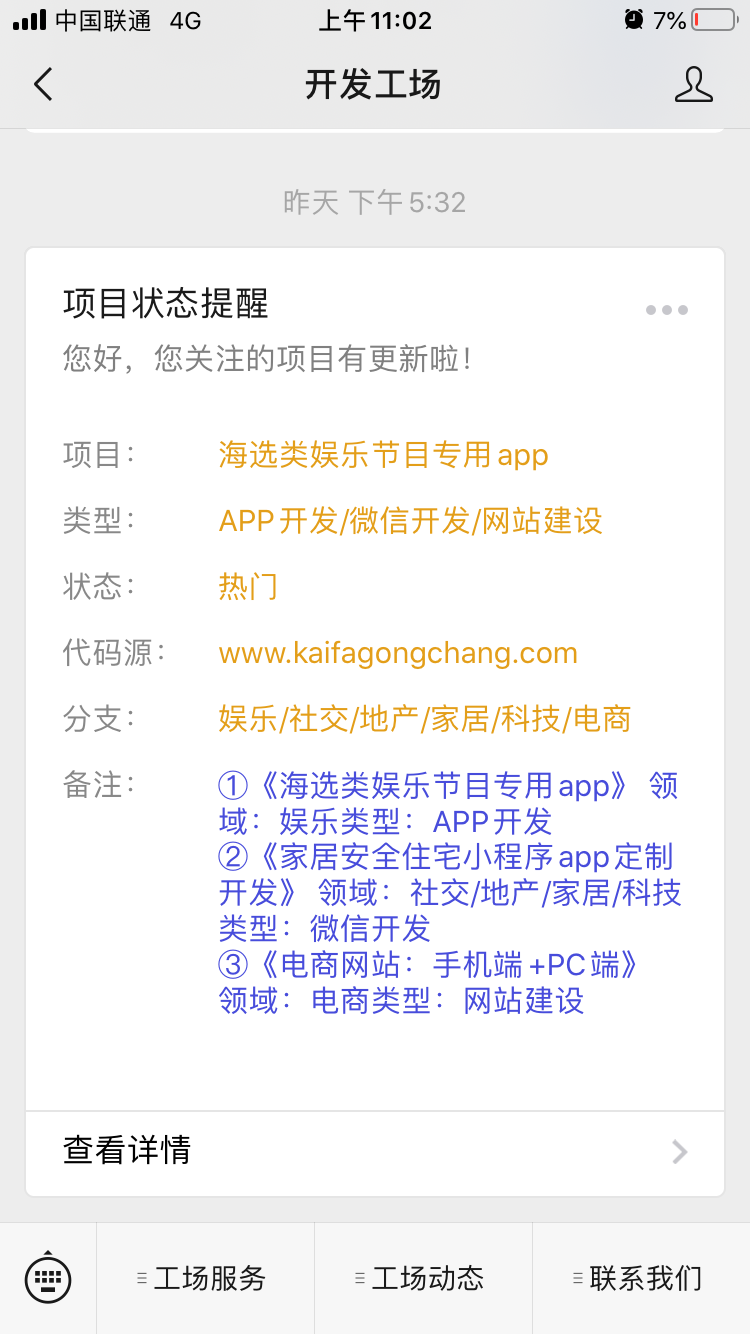 中国联通 4G 上午11:02 7%
开发工场
昨天 下午5:32
项目状态提醒
您好，您关注的项目有更新啦！
项目： 海选类娱乐节目专用app
类型： APP开发/微信开发/网站建设
状态： 热门
代码源： www.kaifagongchang.com
分支： 娱乐/社交/地产/家居/科技/电商
备注： ①《海选类娱乐节目专用app》 领
域：娱乐类型：APP开发
②《家居安全住宅小程序app定制
开发》 领域：社交/地产/家居/科技
类型：微信开发
③《电商网站：手机端+PC端》
领域：电商类型：网站建设
查看详情
工场服务 工场动态 联系我们